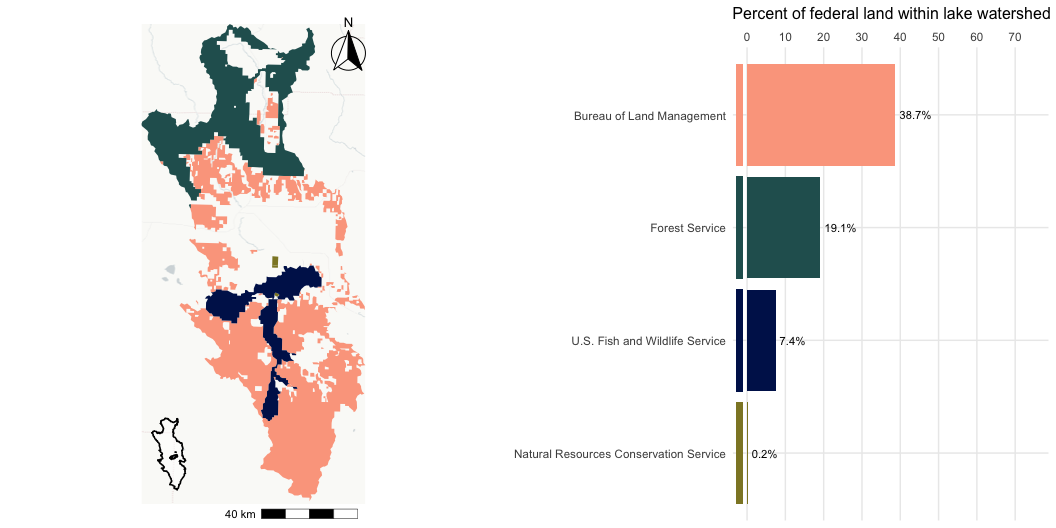 N
40 km
Percent of federal land within lake watershed
0 10 20 30 40 50 60 70
Bureau of Land Management 38.7%
Forest Service 19.1%
U.S. Fish and Wildlife Service 7.4%
Natural Resources Conservation Service 0.2%